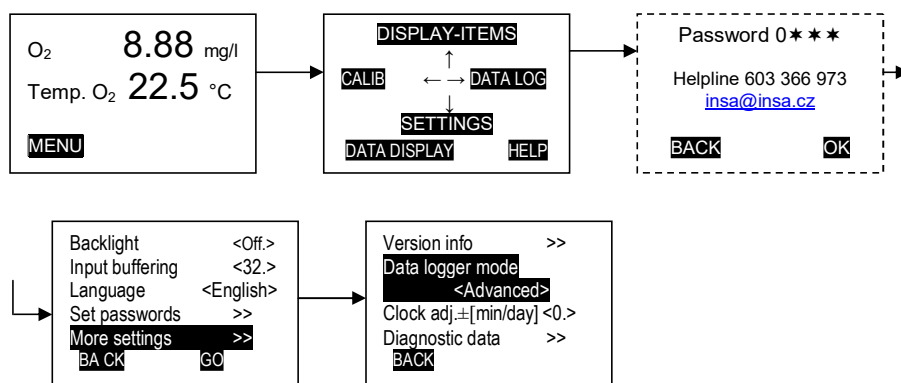 O₂ 8.88 mg/l
Temp. O₂ 22.5 °C
MENU
DISPLAY-ITEMS
↑
CALIB ←→ DATA LOG
↓
SETTINGS
DATA DISPLAY HELP
Password 0✶✶✶
Helpline 603 366 973
insa@insa.cz
BACK OK
Backlight <Off.>
Input buffering <32.>
Language <English>
Set passwords >>
More settings >>
BA CK GO
Version info >>
Data logger mode
<Advanced>
Clock adj.±[min/day] <0.>
Diagnostic data >>
BACK